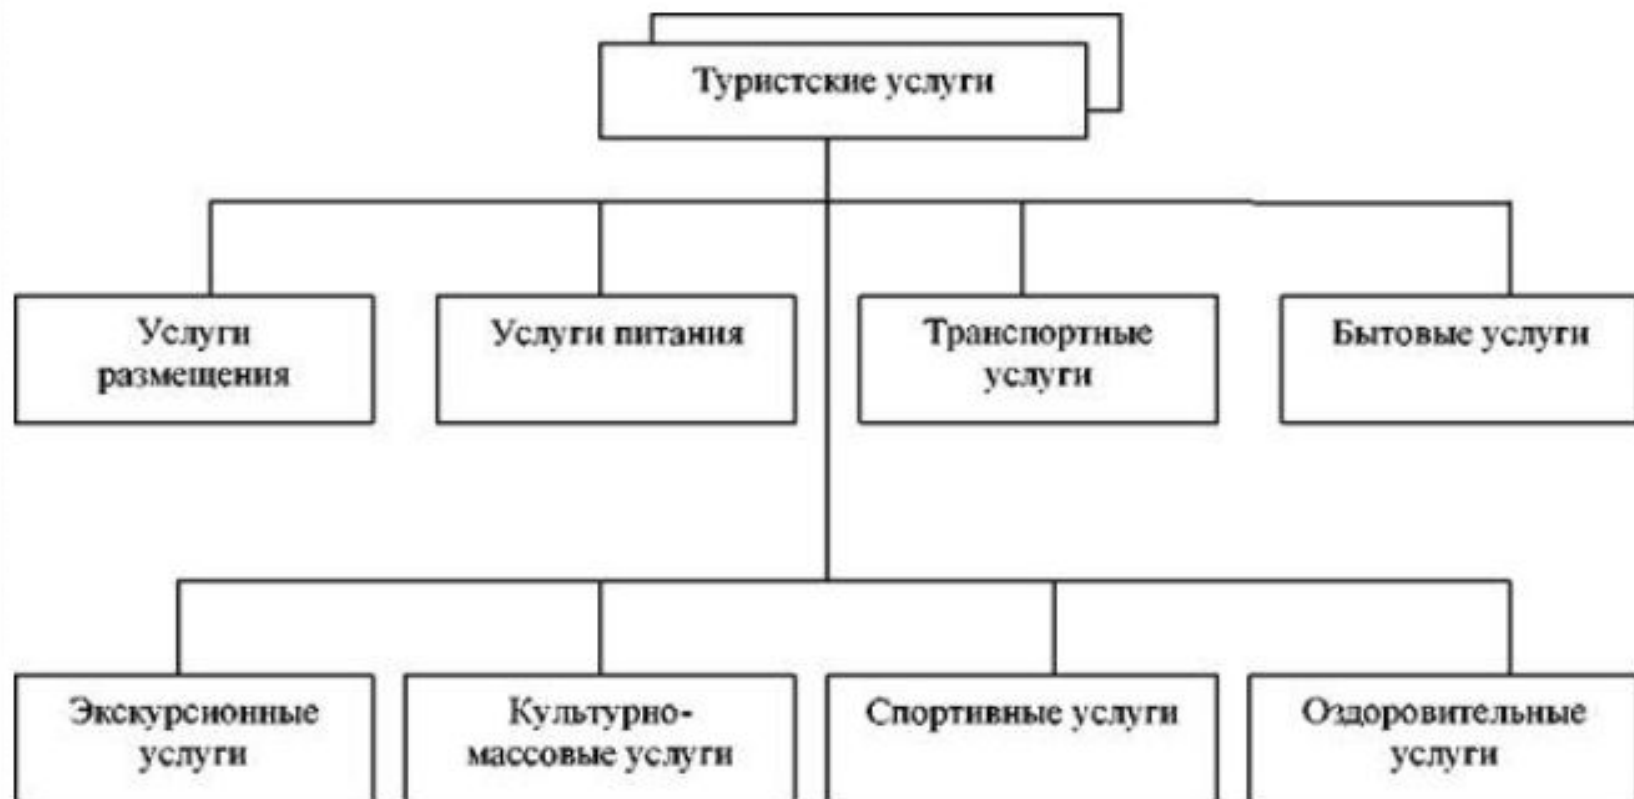 Туристские услуги
Услуги
размещения
Услуги питания
Транспортные
услуги
Бытовые услуги
Экскурсионные
услуги
Культурно-
массовые услуги
Спортивные услуги
Оздоровительные
услуги